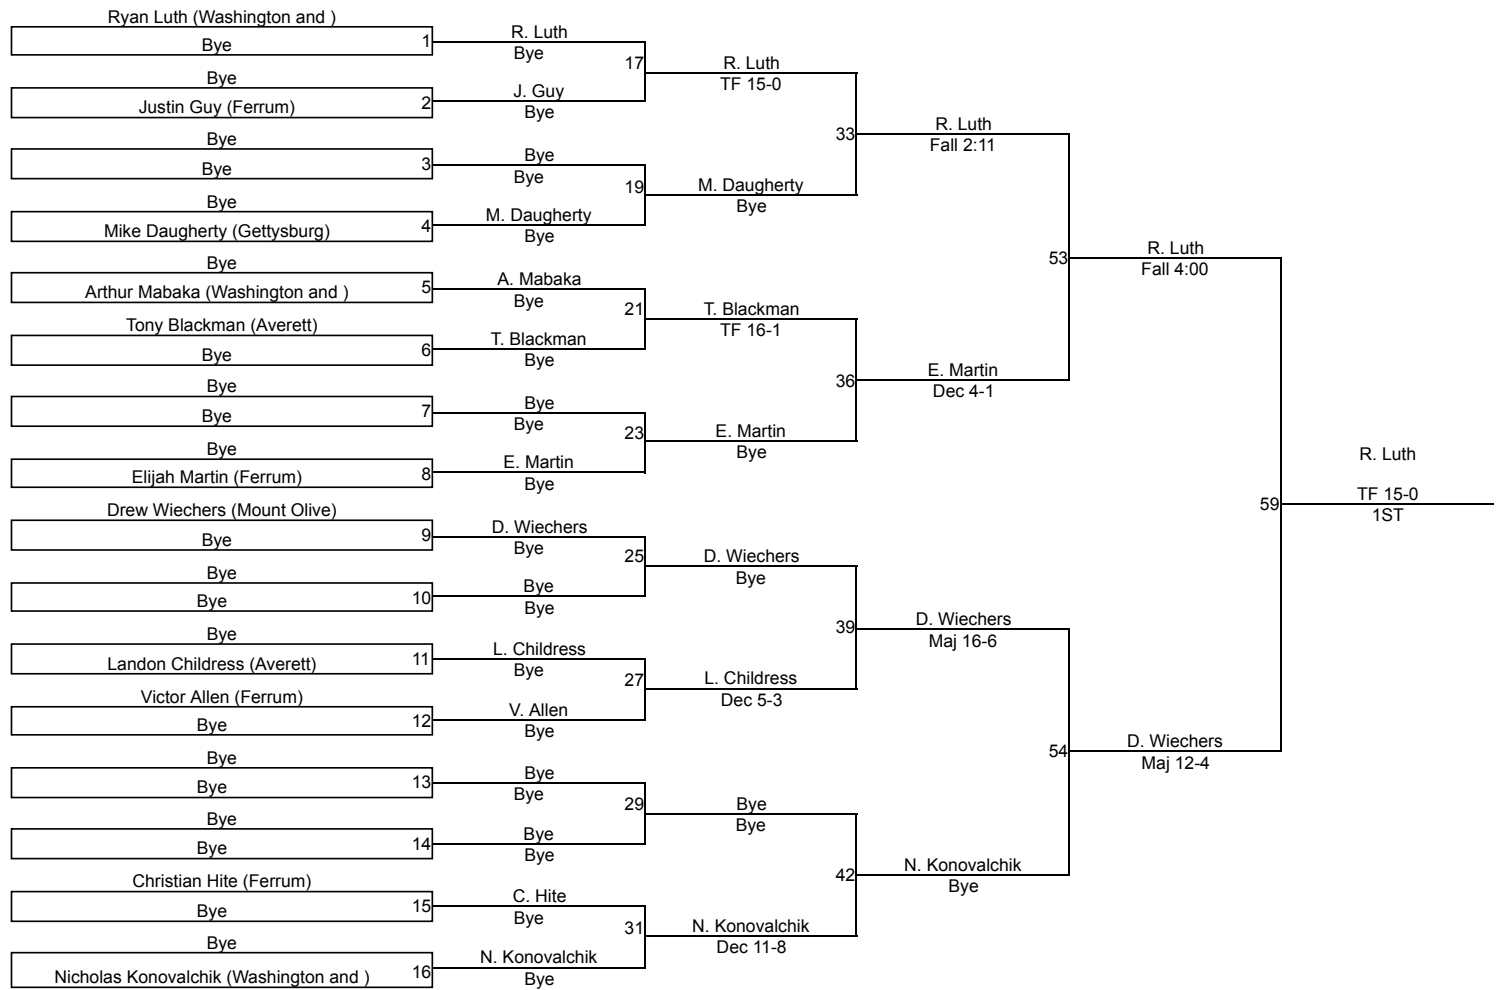 Ryan Luth (Washington and )
Bye
1
Bye
Justin Guy (Ferrum)
2
Bye
Bye
3
Bye
Mike Daugherty (Gettysburg)
4
Bye
Arthur Mabaka (Washington and )
5
Tony Blackman (Averett)
Bye
6
Bye
Bye
7
Bye
Elijah Martin (Ferrum)
8
Drew Wiechers (Mount Olive)
Bye
9
Bye
Bye
10
Bye
Landon Childress (Averett)
11
Victor Allen (Ferrum)
Bye
12
Bye
Bye
13
Bye
Bye
14
Christian Hite (Ferrum)
Bye
15
Bye
Nicholas Konovalchik (Washington and )
16
R. Luth
Bye
17
J. Guy
Bye
Bye
Bye
19
M. Daugherty
Bye
A. Mabaka
Bye
21
T. Blackman
Bye
Bye
Bye
23
E. Martin
Bye
D. Wiechers
Bye
25
Bye
Bye
L. Childress
Bye
27
V. Allen
Bye
Bye
Bye
29
Bye
Bye
C. Hite
Bye
31
N. Konovalchik
Bye
R. Luth
TF 15-0
33
M. Daugherty
Bye
T. Blackman
TF 16-1
36
E. Martin
Bye
D. Wiechers
Bye
39
L. Childress
Dec 5-3
Bye
Bye
42
N. Konovalchik
Dec 11-8
R. Luth
Fall 2:11
53
E. Martin
Dec 4-1
D. Wiechers
Maj 16-6
54
N. Konovalchik
Bye
R. Luth
Fall 4:00
59
D. Wiechers
Maj 12-4
R. Luth
TF 15-0
1ST